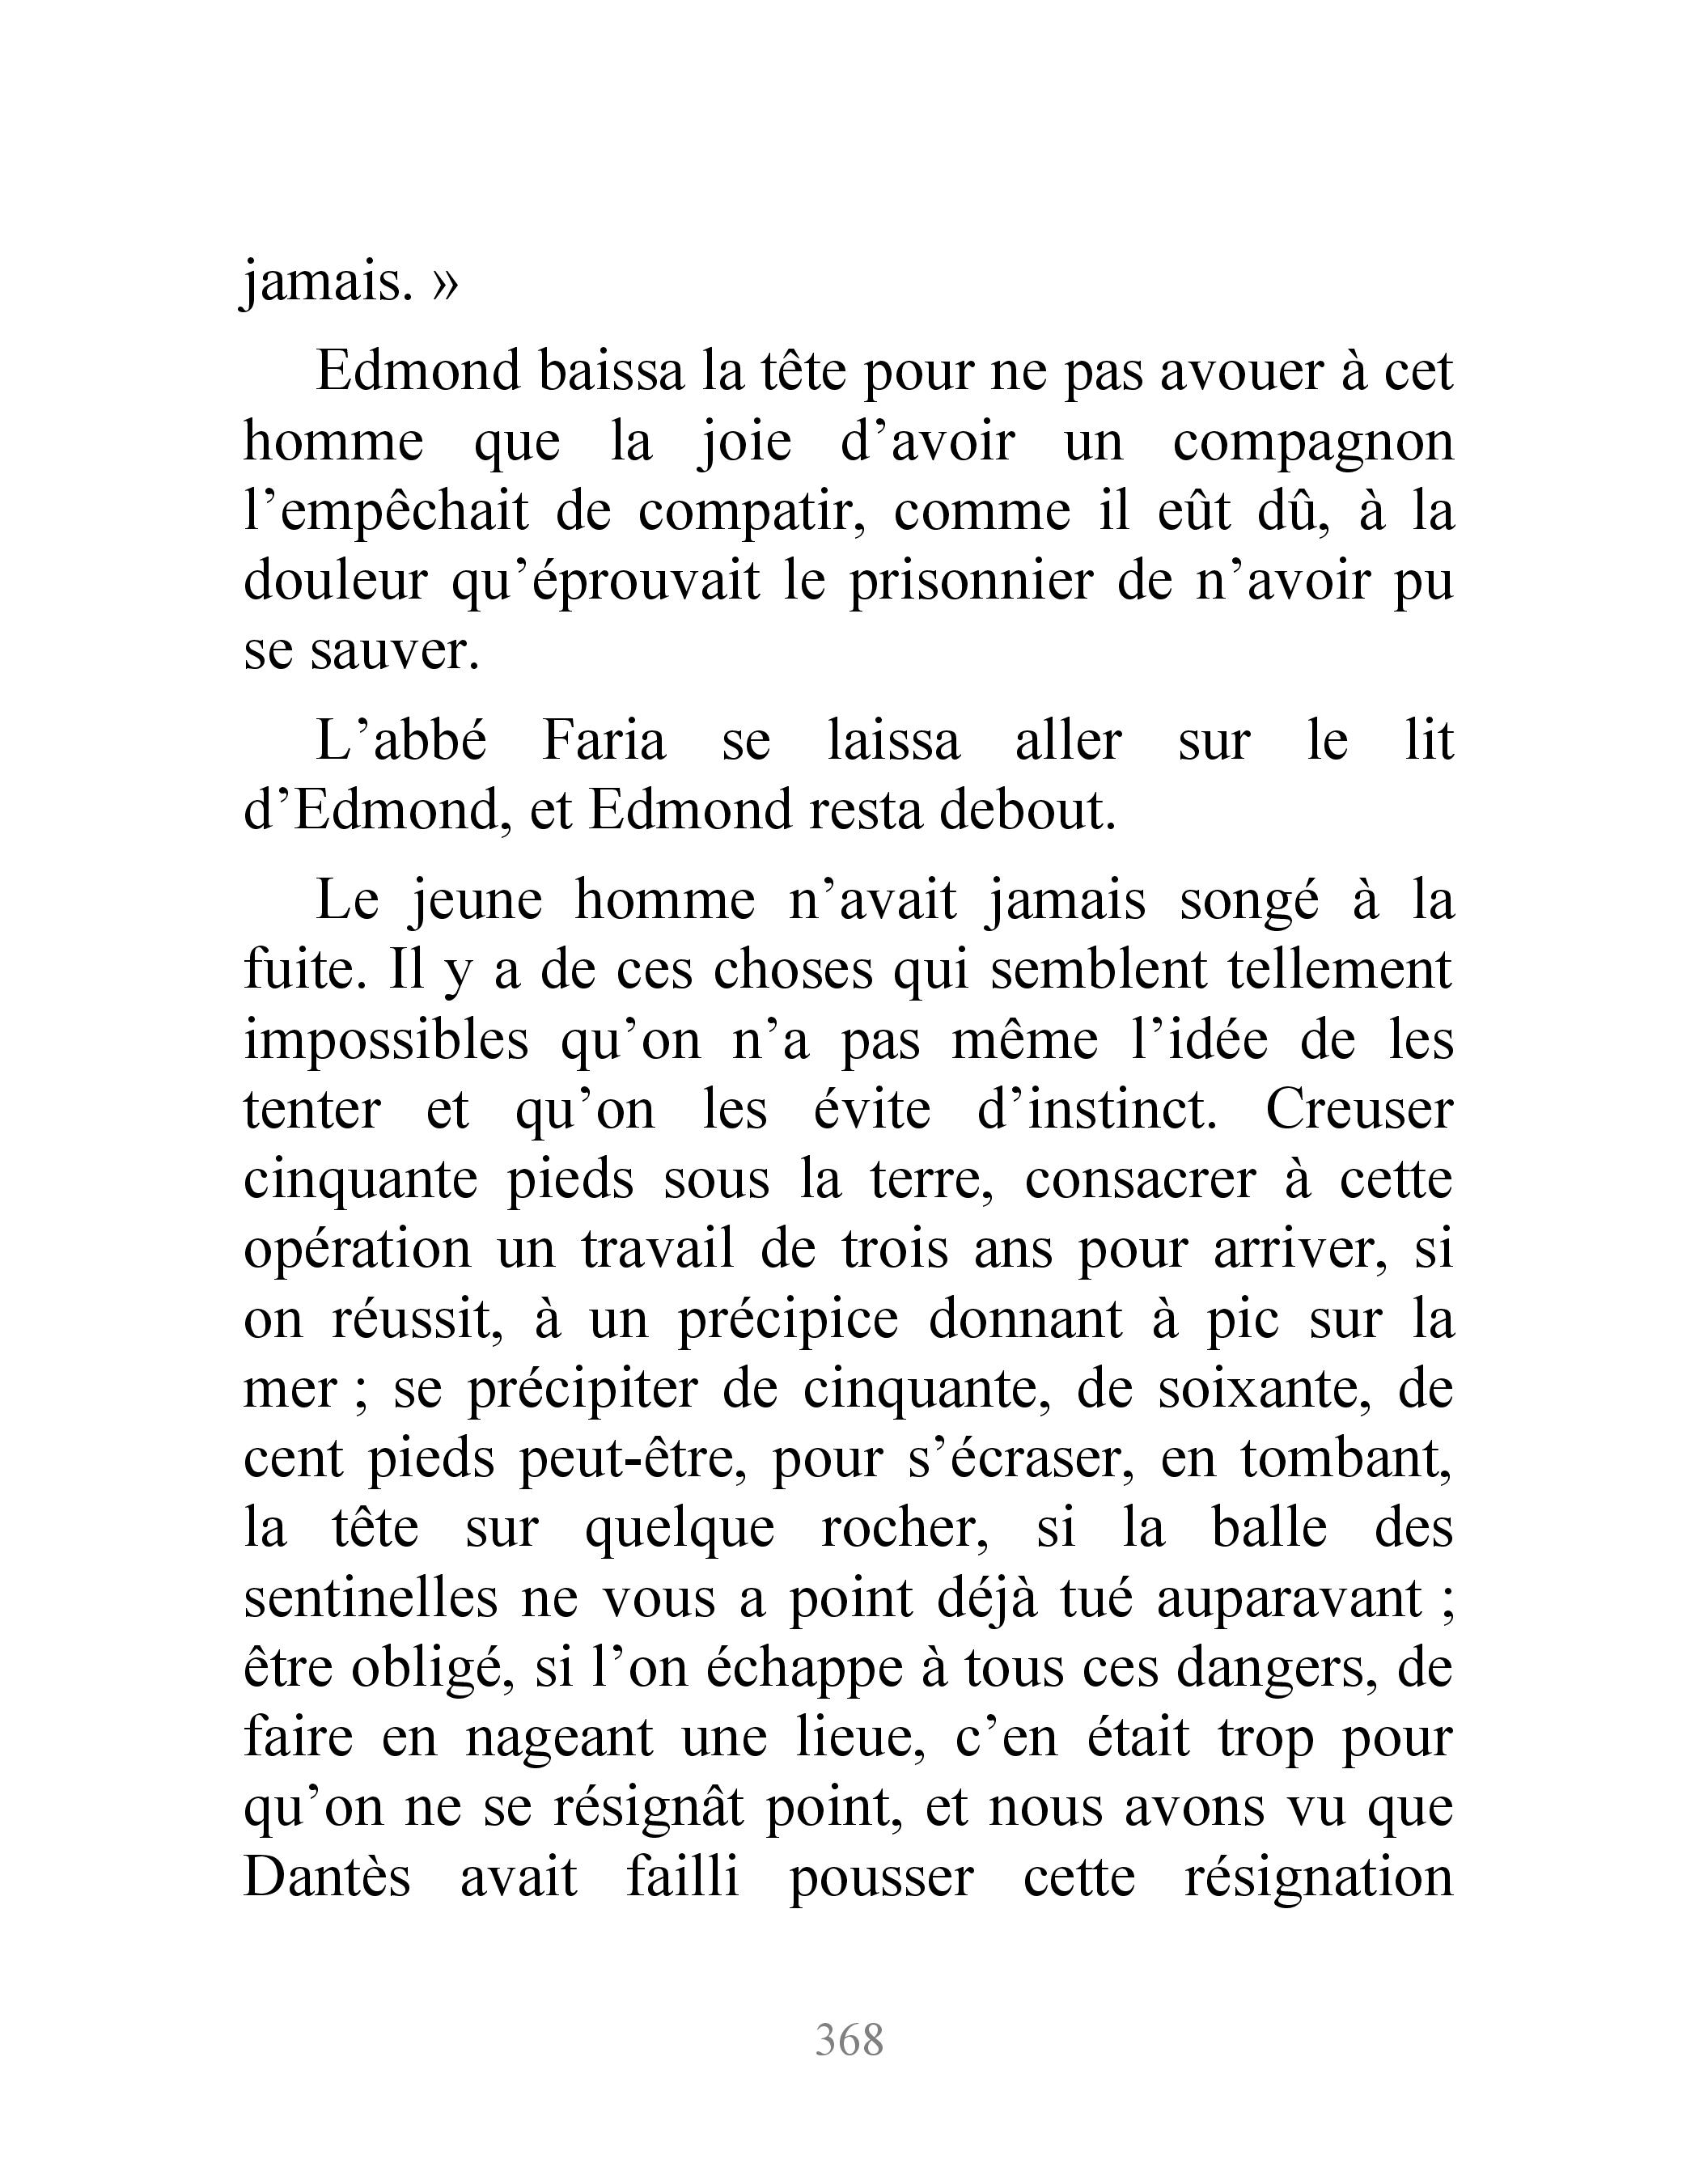 jamais. »
Edmond baissa la tête pour ne pas avouer à cet
homme que la joie d’avoir un compagnon
l’empêchait de compatir, comme il eût dû, à la
douleur qu’éprouvait le prisonnier de n’avoir pu
se sauver.
L’abbé Faria se laissa aller sur le lit
d’Edmond, et Edmond resta debout.
Le jeune homme n’avait jamais songé à la
fuite. Il y a de ces choses qui semblent tellement
impossibles qu’on n’a pas même l’idée de les
tenter et qu’on les évite d’instinct. Creuser
cinquante pieds sous la terre, consacrer à cette
opération un travail de trois ans pour arriver, si
on réussit, à un précipice donnant à pic sur la
mer ; se précipiter de cinquante, de soixante, de
cent pieds peut-être, pour s’écraser, en tombant,
la tête sur quelque rocher, si la balle des
sentinelles ne vous a point déjà tué auparavant ;
être obligé, si l’on échappe à tous ces dangers, de
faire en nageant une lieue, c’en était trop pour
qu’on ne se résignât point, et nous avons vu que
Dantès avait failli pousser cette résignation
368